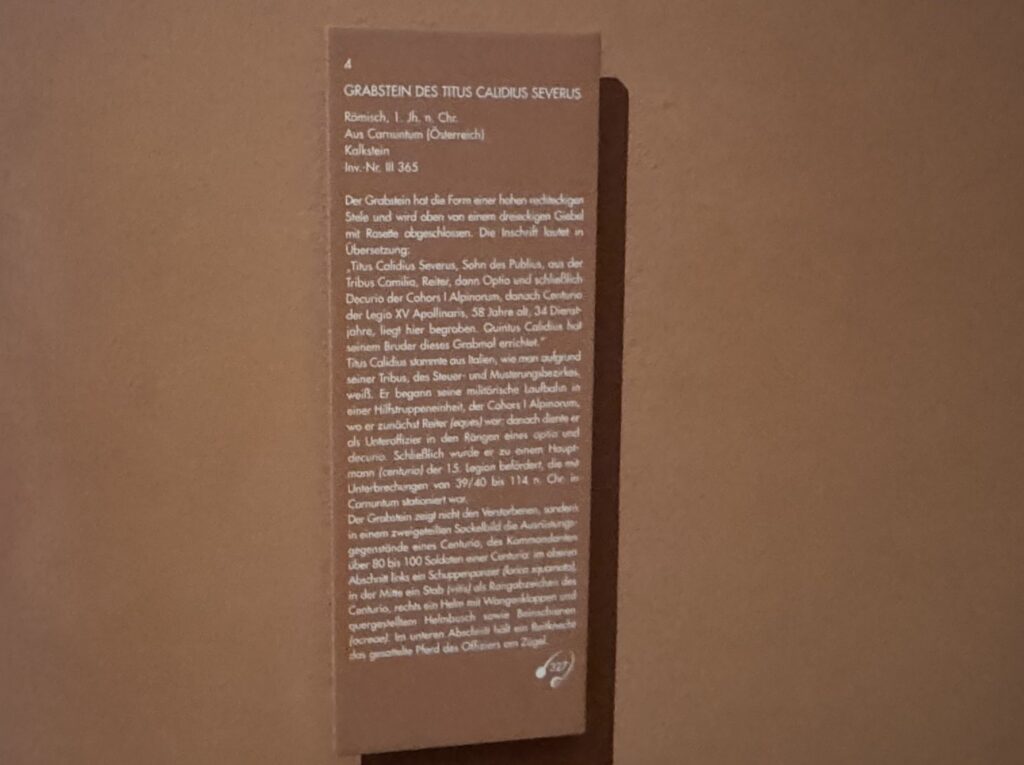 4
GRABSTEIN DES TITUS CALIDIUS SEVERUS
Römisch, 1. Jh. n. Chr.
Aus Carnuntum (Österreich)
Kalkstein
Inv.-Nr. III 365
Der Grabstein hat die Form einer hohen rechteckigen
Stele und wird oben von einem dreieckigen Giebel
mit Rosette abgeschlossen. Die Inschrift lautet in
Übersetzung:
„Titus Calidius Severus, Sohn des Publius, aus der
Tribus Camilia, Reiter, dann Optio und schließlich
Decurio der Cohors I Alpinorum, danach Centurio
der Legio XV Apollinaris, 58 Jahre alt, 34 Dienst-
jahre, liegt hier begraben. Quintus Calidius hat
seinem Bruder dieses Grabmal errichtet.“
Titus Calidius stammte aus Italien, wie man aufgrund
seiner Tribus, des Steuer- und Musterungsbezirkes,
weiß. Er begann seine militärische Laufbahn in
einer Hilfstruppeneinheit, der Cohors I Alpinorum,
wo er zunächst Reiter (eques) war; danach diente er
als Unteroffizier in den Rängen eines optio und
decurio. Schließlich wurde er zu einem Haupt-
mann (centurio) der 15. Legion befördert, die mit
Unterbrechungen von 39/40 bis 114 n. Chr. in
Carnuntum stationiert war.
Der Grabstein zeigt nicht den Verstorbenen, sondern
in einem zweigeteilten Sockelbild die Ausrüstungs-
gegenstände eines Centurio, des Kommandanten
über 80 bis 100 Soldaten einer Centuria: im oberen
Abschnitt links ein Schuppenpanzer (lorica squamata),
in der Mitte ein Stab (vitis) als Rangabzeichen des
Centurio, rechts ein Helm mit Wangenklappen und
quergestelltem Helmbusch sowie Beinschienen
(ocreae). Im unteren Abschnitt hält ein Reitknecht
das gesattelte Pferd des Offiziers am Zügel.
327